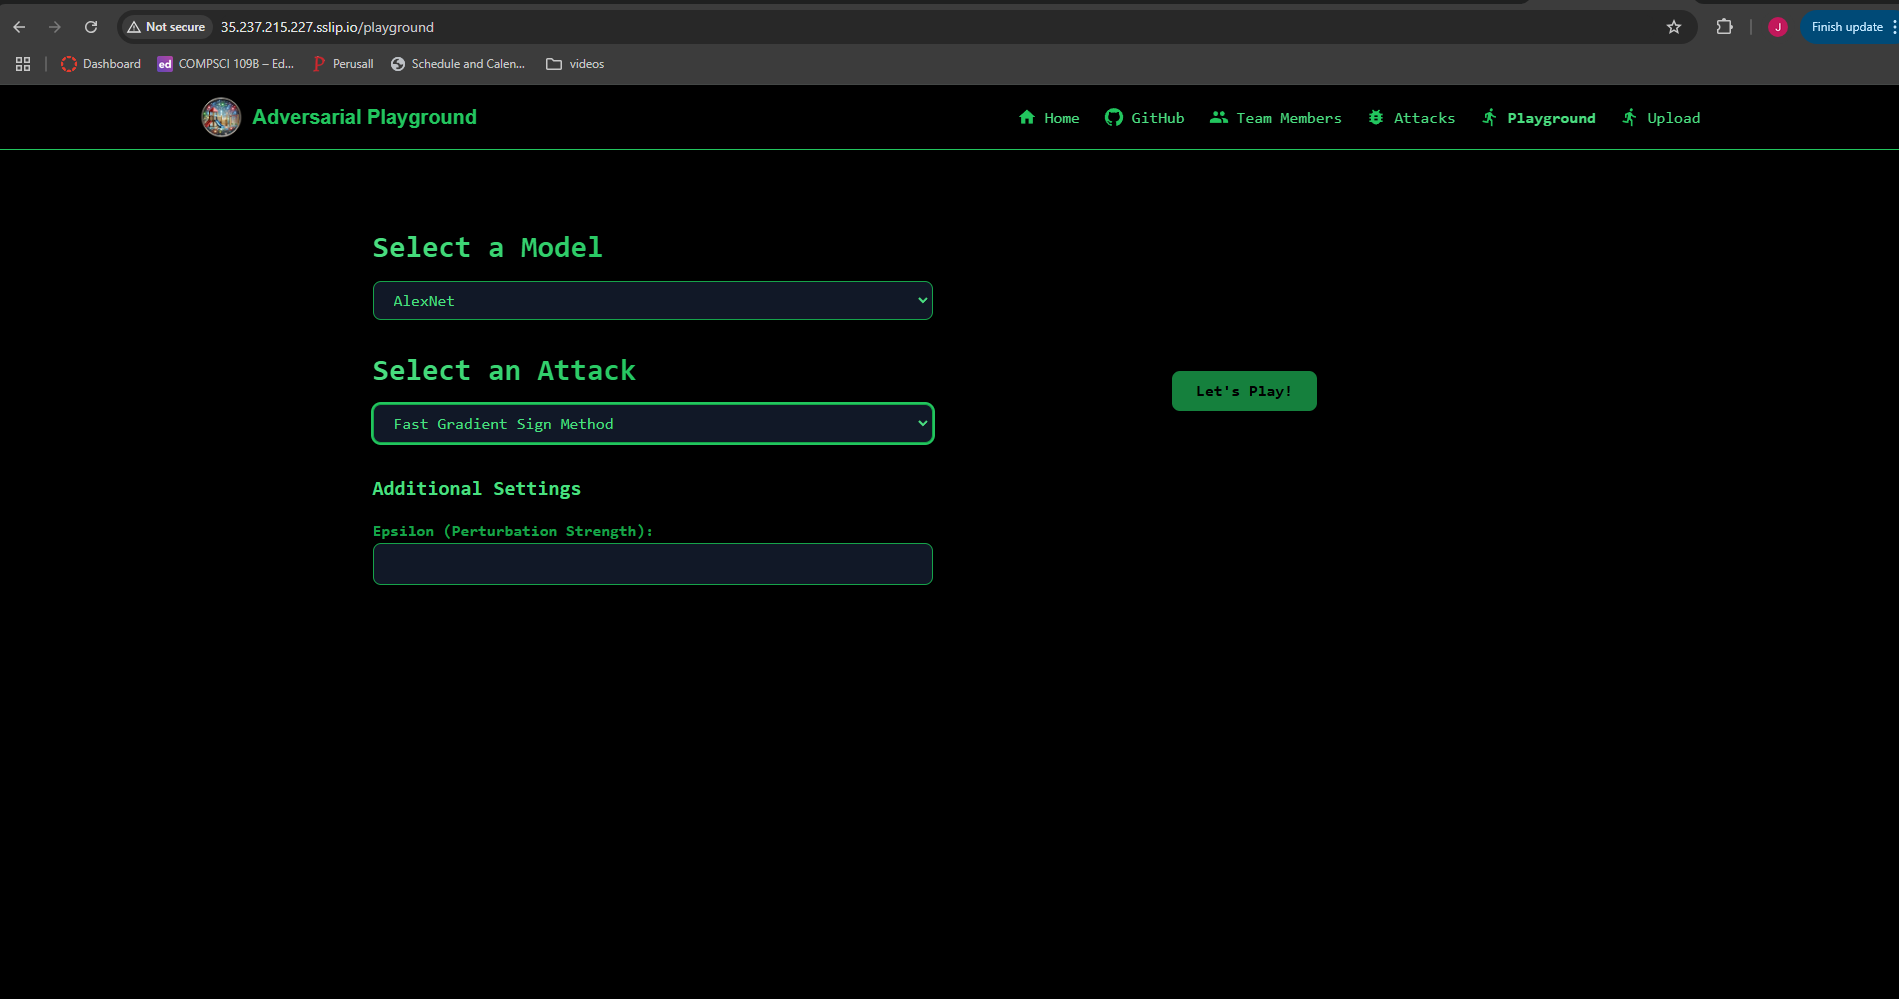 Not secure 35.237.215.227.sslip.io/playground J Finish update
Dashboard ed COMPSCI 109B – Ed... Perusall Schedule and Calen... videos
Adversarial Playground Home GitHub Team Members Attacks Playground Upload
Select a Model
AlexNet
Select an Attack
Let's Play!
Fast Gradient Sign Method
Additional Settings
Epsilon (Perturbation Strength):